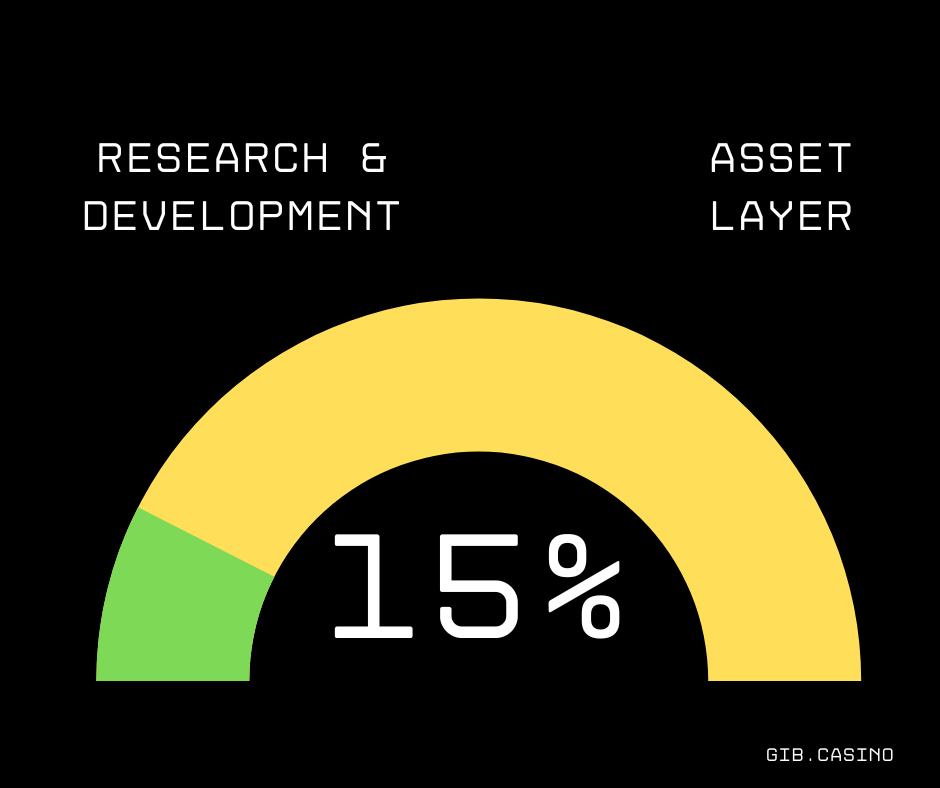 RESEARCH &
DEVELOPMENT
ASSET
LAYER
15%
GIB.CASINO